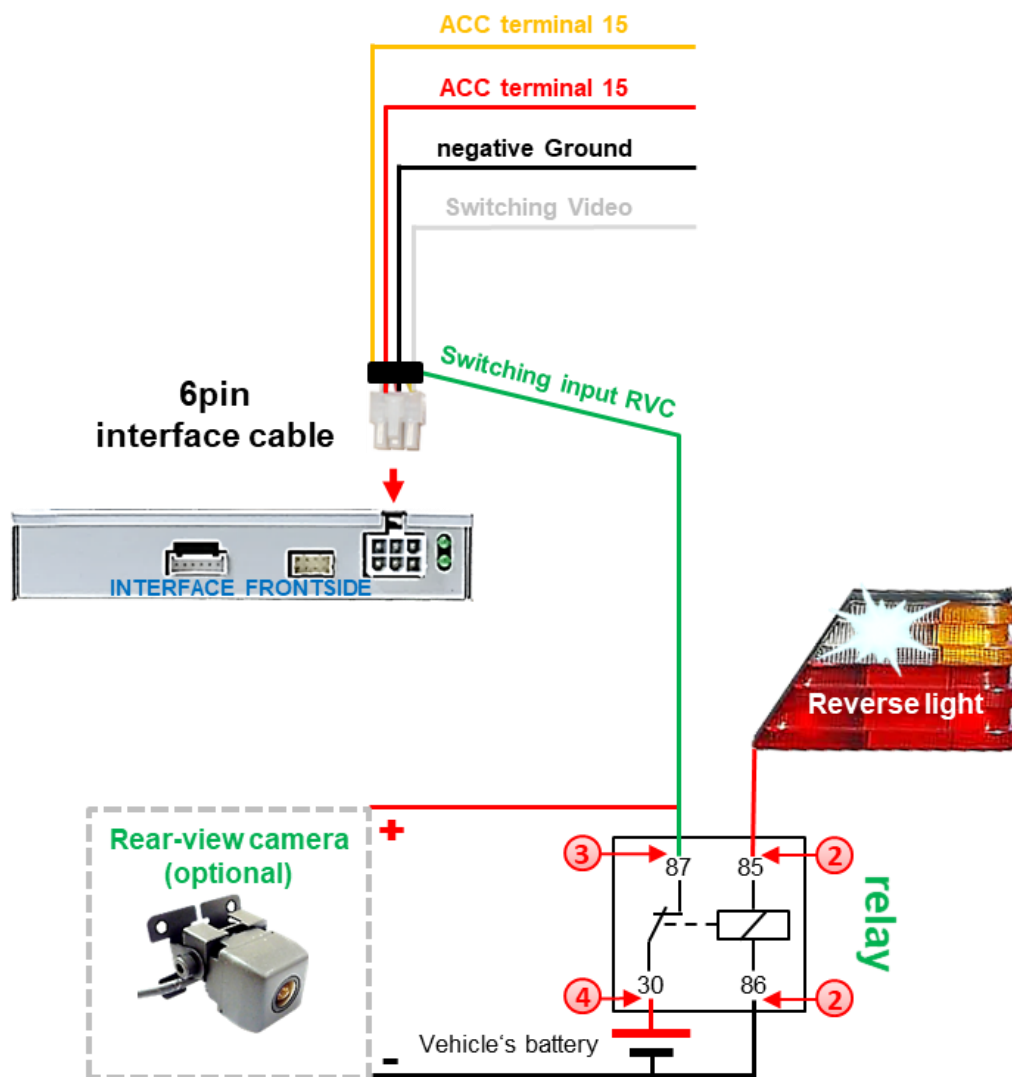 ACC terminal 15
ACC terminal 15
negative Ground
Switching Video
Switching input RVC
6pin
interface cable
INTERFACE FRONTSIDE
Reverse light
+
Rear-view camera
(optional)
3
87
85
2
relay
4
30
86
2
Vehicle‘s battery
-